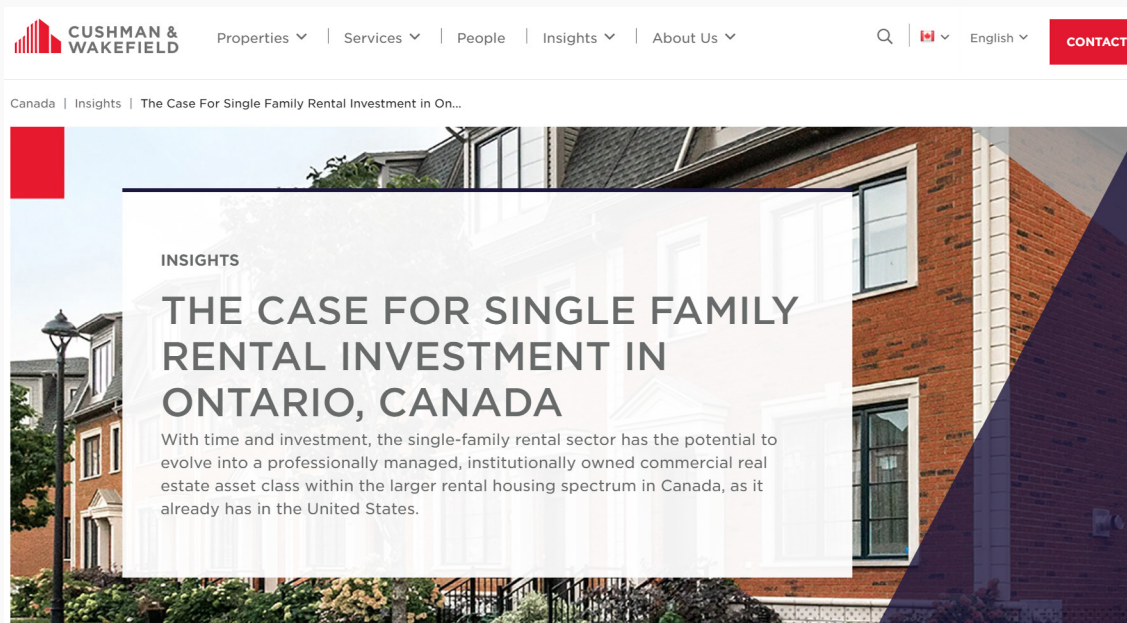 CUSHMAN &
WAKEFIELD
Properties | Services | People | Insights | About Us
English
CONTACT
Canada | Insights | The Case For Single Family Rental Investment in On...
INSIGHTS
THE CASE FOR SINGLE FAMILY
RENTAL INVESTMENT IN
ONTARIO, CANADA
With time and investment, the single-family rental sector has the potential to
evolve into a professionally managed, institutionally owned commercial real
estate asset class within the larger rental housing spectrum in Canada, as it
already has in the United States.